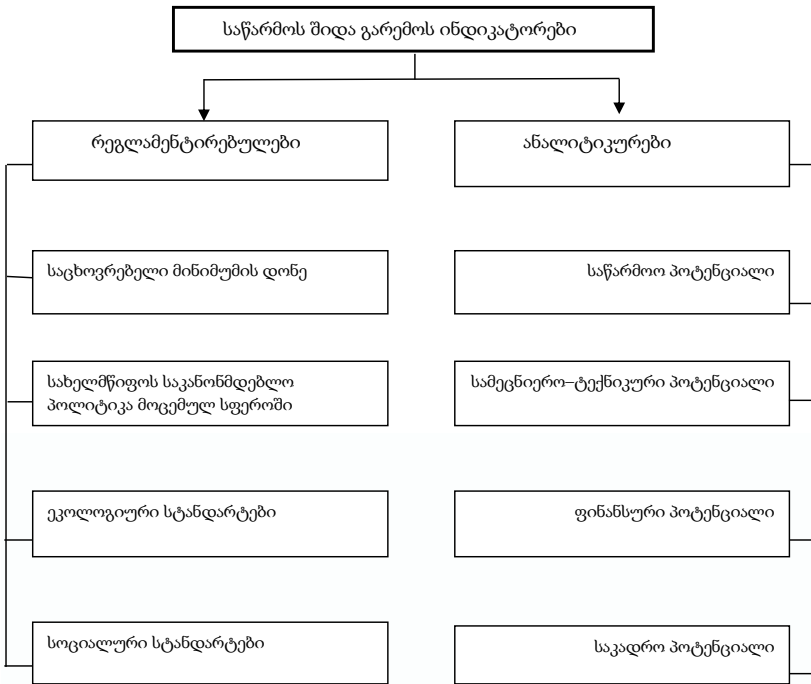 საწარმოს შიდა გარემოს ინდიკატორები
რეგლამენტირებულები
ანალიტიკურები
საცხოვრებელი მინიმუმის დონე
საწარმოო პოტენციალი
სახელმწიფოს საკანონმდებლო
პოლიტიკა მოცემულ სფეროში
სამეცნიერო–ტექნიკური პოტენციალი
ეკოლოგიური სტანდარტები
ფინანსური პოტენციალი
სოციალური სტანდარტები
საკადრო პოტენციალი